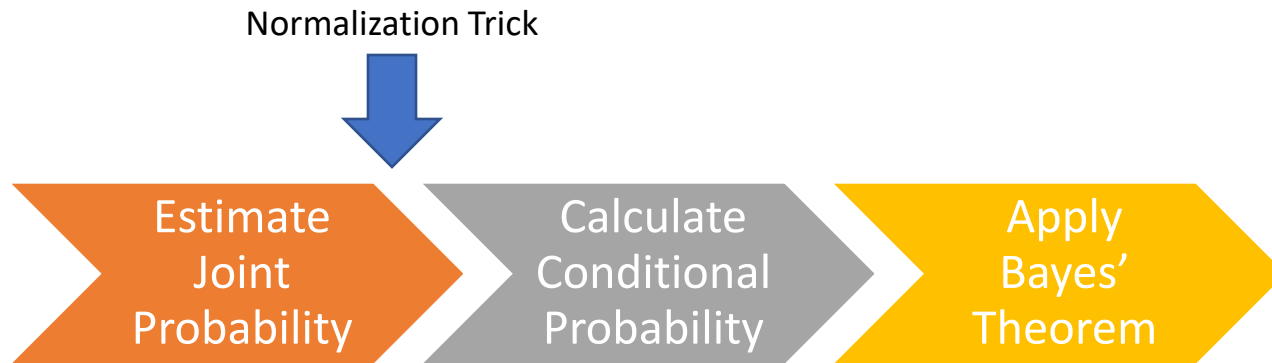 Normalization Trick
Estimate
Joint
Probability
Calculate
Conditional
Probability
Apply
Bayes’
Theorem